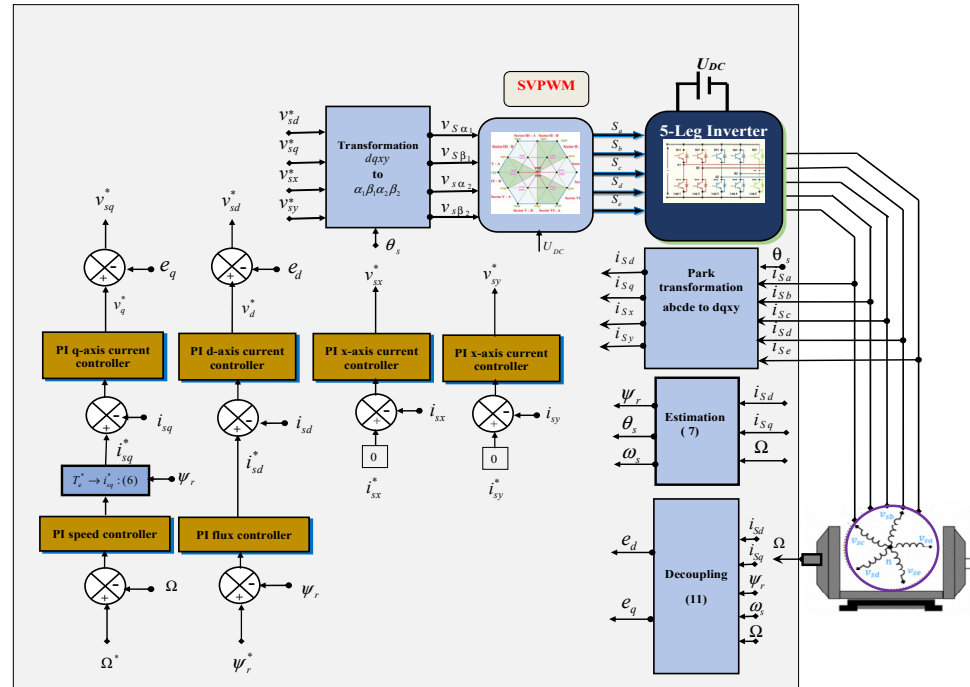 U_DC
SVPWM
5-Leg Inverter
v*_sd
v*_sq
v*_sx
v*_sy
Transformation
dqxy
to
α₁β₁α₂β₂
v_Sα₁
v_Sβ₁
v_Sα₂
v_Sβ₂
S_a
S_b
S_c
S_d
S_e
θ_s
U_DC
v*_sq
v*_sd
e_q
e_d
v*_q
v*_d
v*_sx
v*_sy
i_Sd
i_Sq
i_Sx
i_Sy
Park
transformation
abcde to dqxy
θ_s
i_Sa
i_Sb
i_Sc
i_Sd
i_Se
PI q-axis current
controller
PI d-axis current
controller
PI x-axis current
controller
PI x-axis current
controller
i_sq
i_sd
i_sx
i_sy
i*_sq
i*_sd
0
0
i*_sx
i*_sy
ψ_r
θ_s
ω_s
Estimation
( 7)
i_Sd
i_Sq
Ω
T*_e → i*_sq : (6)
ψ_r
PI speed controller
PI flux controller
Ω
ψ_r
Ω*
ψ*_r
e_d
e_q
Decoupling
(11)
i_Sd
i_Sq
ψ_r
ω_s
Ω
Ω
v_sb
v_sc
v_sa
n
v_sd
v_se